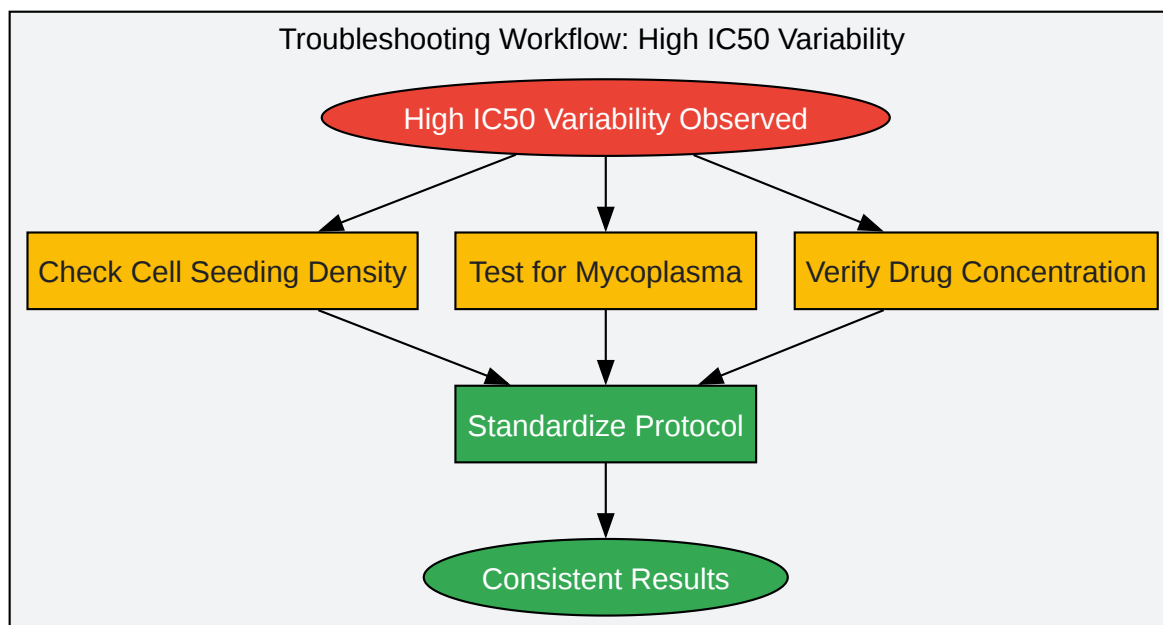 Troubleshooting Workflow: High IC50 Variability
High IC50 Variability Observed
Check Cell Seeding Density
Test for Mycoplasma
Verify Drug Concentration
Standardize Protocol
Consistent Results